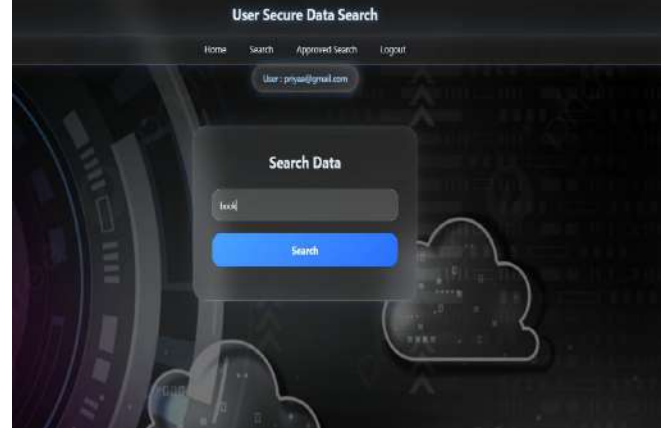 User Secure Data Search
Home Search Approved Search Logout
User : priyaa@gmail.com
Search Data
book
Search